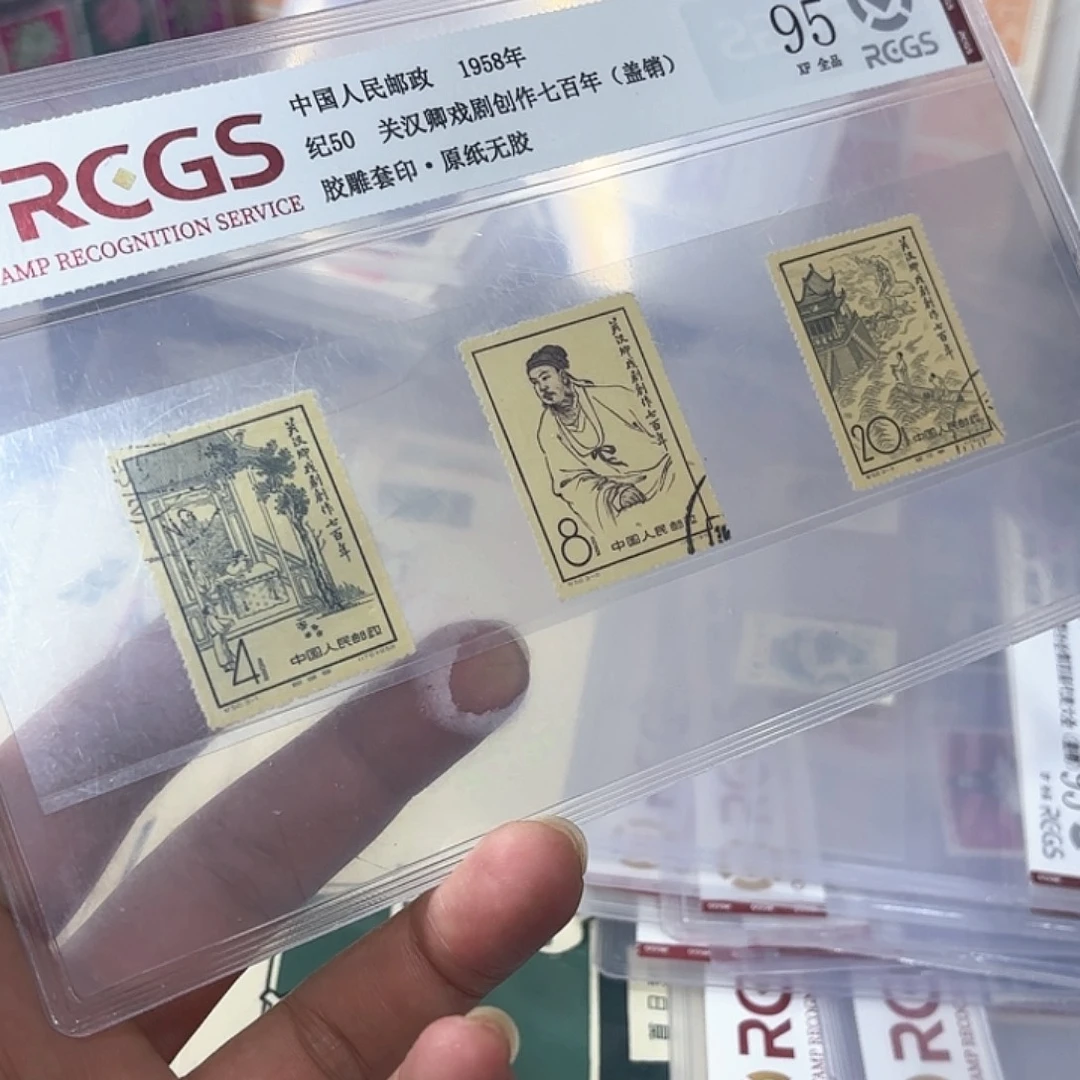 中国人民邮政 1958年
纪50 关汉卿戏剧创作七百年（盖销）
胶雕套印·原纸无胶
RCGS
AMP RECOGNITION SERVICE
95
XF 全品
RCGS
关汉卿戏剧创作七百年
4
中国人民邮政
关汉卿戏剧创作七百年
8
中国人民邮政
关汉卿戏剧创作七百年
20
中国人民邮政
RCGS
RC
AMP RECO
RCG